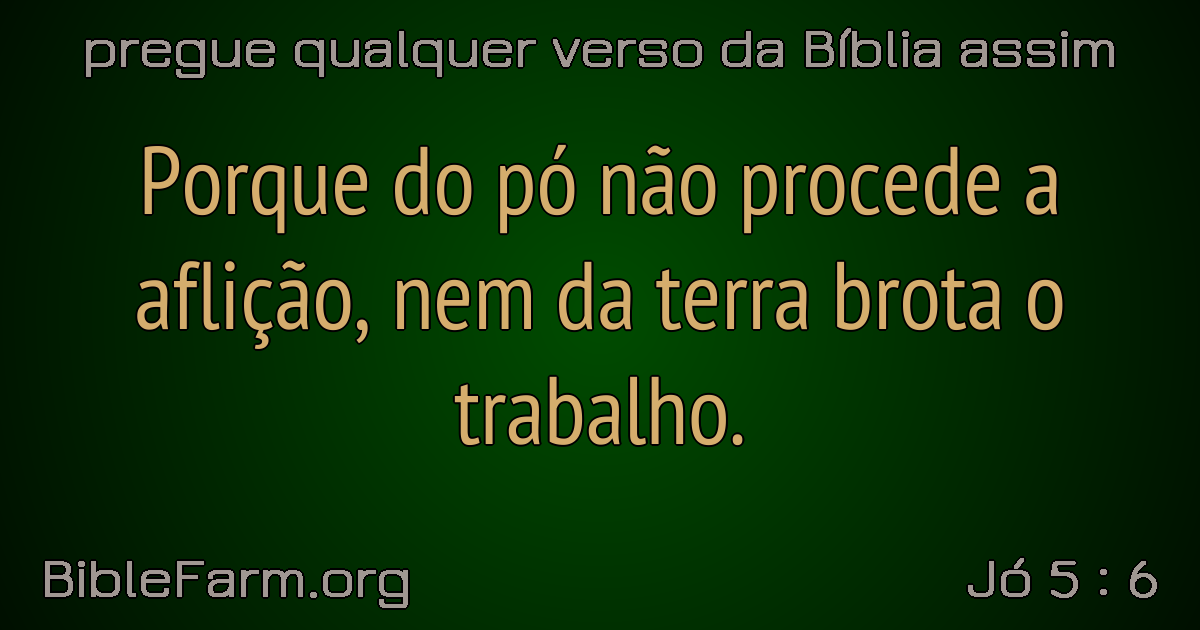 pregue qualquer verso da Bíblia assim
Porque do pó não procede a
aflição, nem da terra brota o
trabalho.
BibleFarm.org
Jó 5 : 6